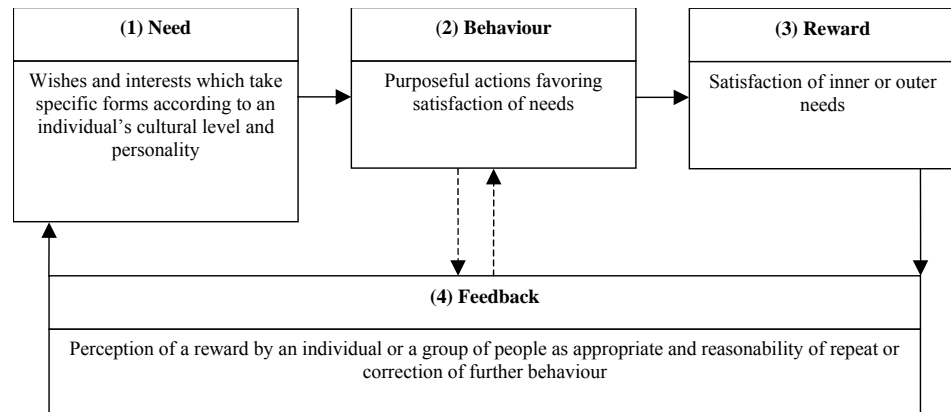 (1) Need
Wishes and interests which take
specific forms according to an
individual's cultural level and
personality
(2) Behaviour
Purposeful actions favoring
satisfaction of needs
(3) Reward
Satisfaction of inner or outer
needs
(4) Feedback
Perception of a reward by an individual or a group of people as appropriate and reasonability of repeat or
correction of further behaviour